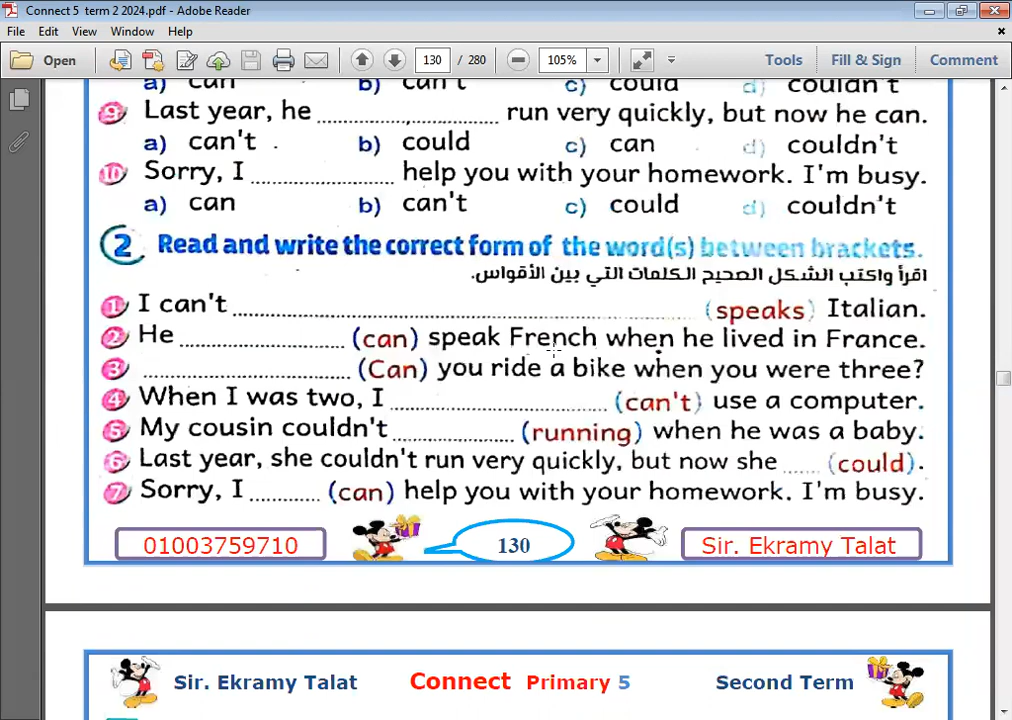 Connect 5 term 2 2024.pdf - Adobe Reader
File Edit View Window Help
Open 130 / 280 105% Tools Fill & Sign Comment
a) can b) can't c) could d) couldn't
9 Last year, he .................................. run very quickly, but now he can.
a) can't . b) could c) can d) couldn't
10 Sorry, I .......................... help you with your homework. I'm busy.
a) can b) can't c) could d) couldn't
2 Read and write the correct form of the word(s) between brackets.
اقرأ واكتب الشكل الصحيح الكلمات التي بين الأقواس.
1 I can't .................................................................... (speaks) Italian.
2 He .............................. (can) speak French when he lived in France.
3 ...................................... (Can) you ride a bike when you were three?
4 When I was two, I ........................................ (can't) use a computer.
5 My cousin couldn't ...................... (running) when he was a baby.
6 Last year, she couldn't run very quickly, but now she ...... (could).
7 Sorry, I ............ (can) help you with your homework. I'm busy.
01003759710 130 Sir. Ekramy Talat
Sir. Ekramy Talat Connect Primary 5 Second Term